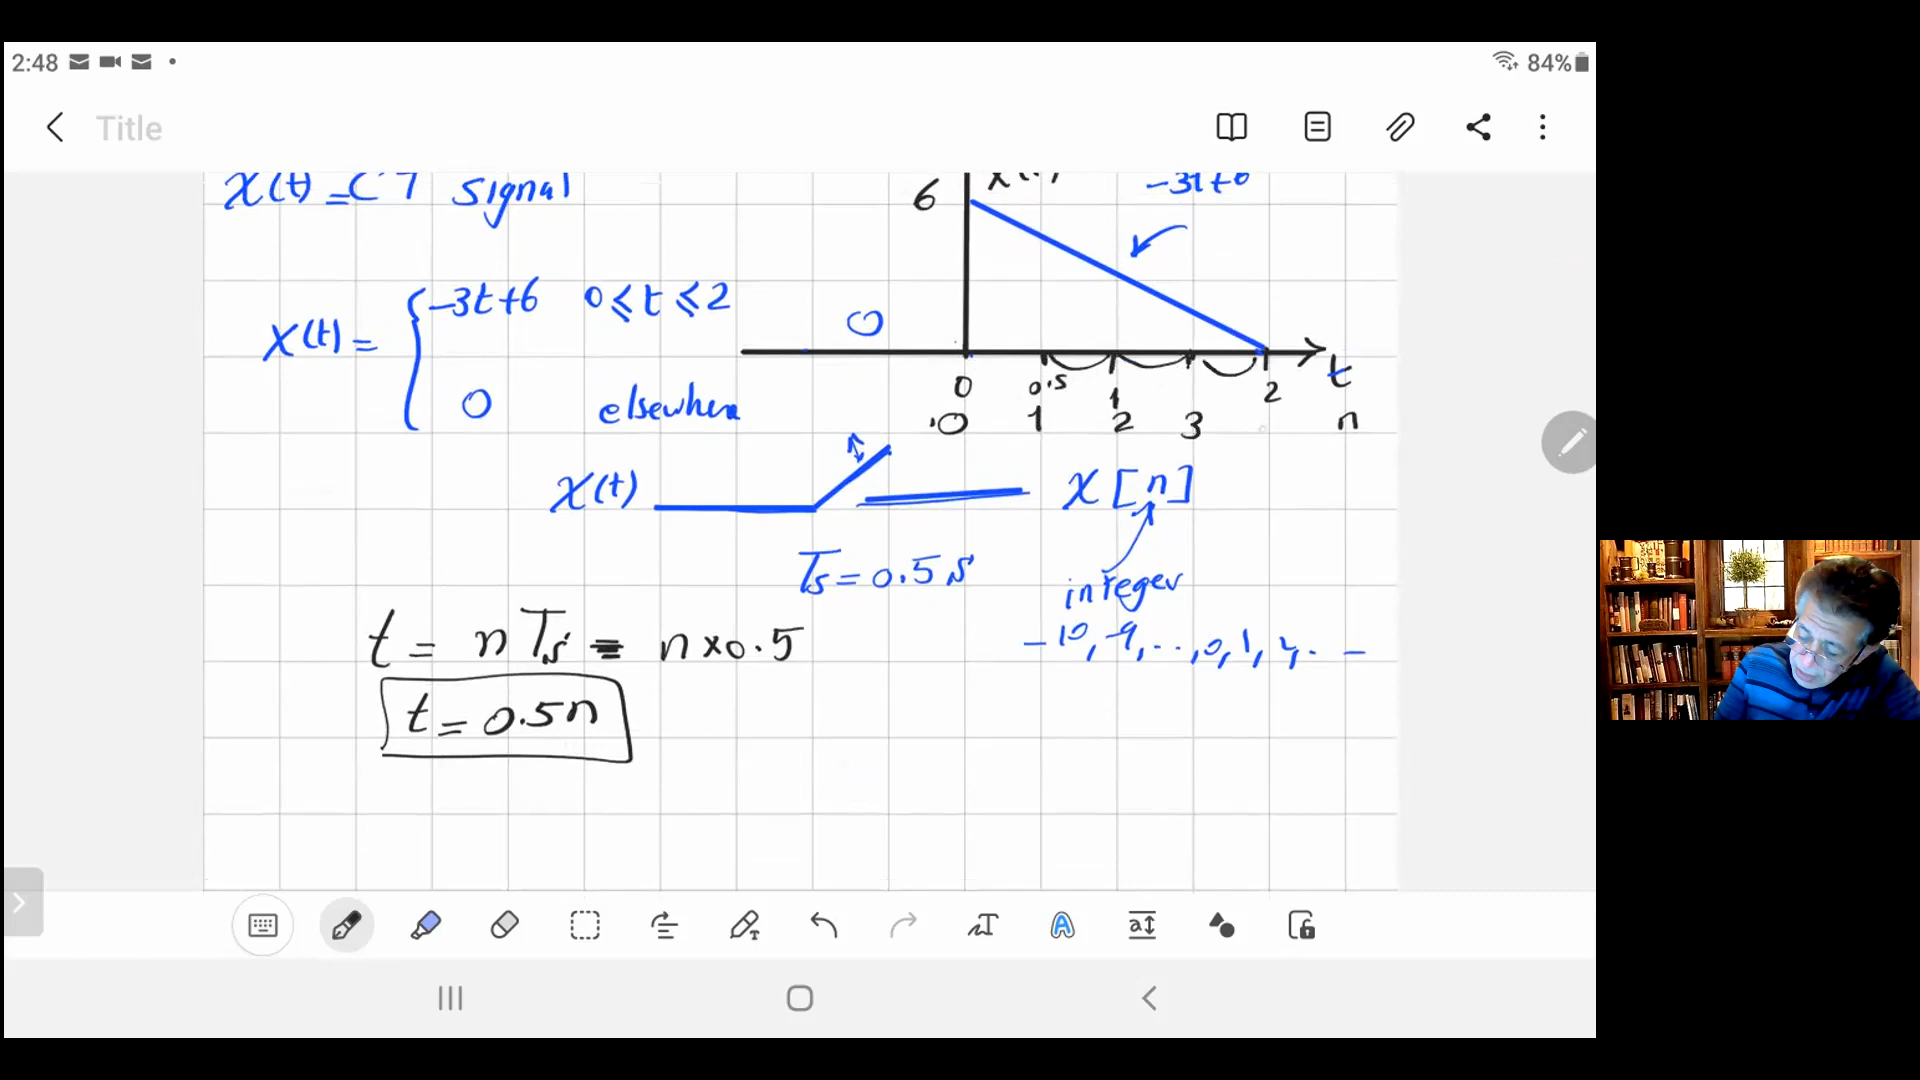 2:48
84%
Title
X(t) = CT signal
6 x(t)
-3t+6
X(t) = { -3t+6 0 ≤ t ≤ 2
0 elsewhere
0
0 0.5 1 2 t
0 1 2 3 n
X(t) X[n]
Ts = 0.5 s
integer
-10, -9, .., 0, 1, 2, . -
t = nTs = n×0.5
t = 0.5n